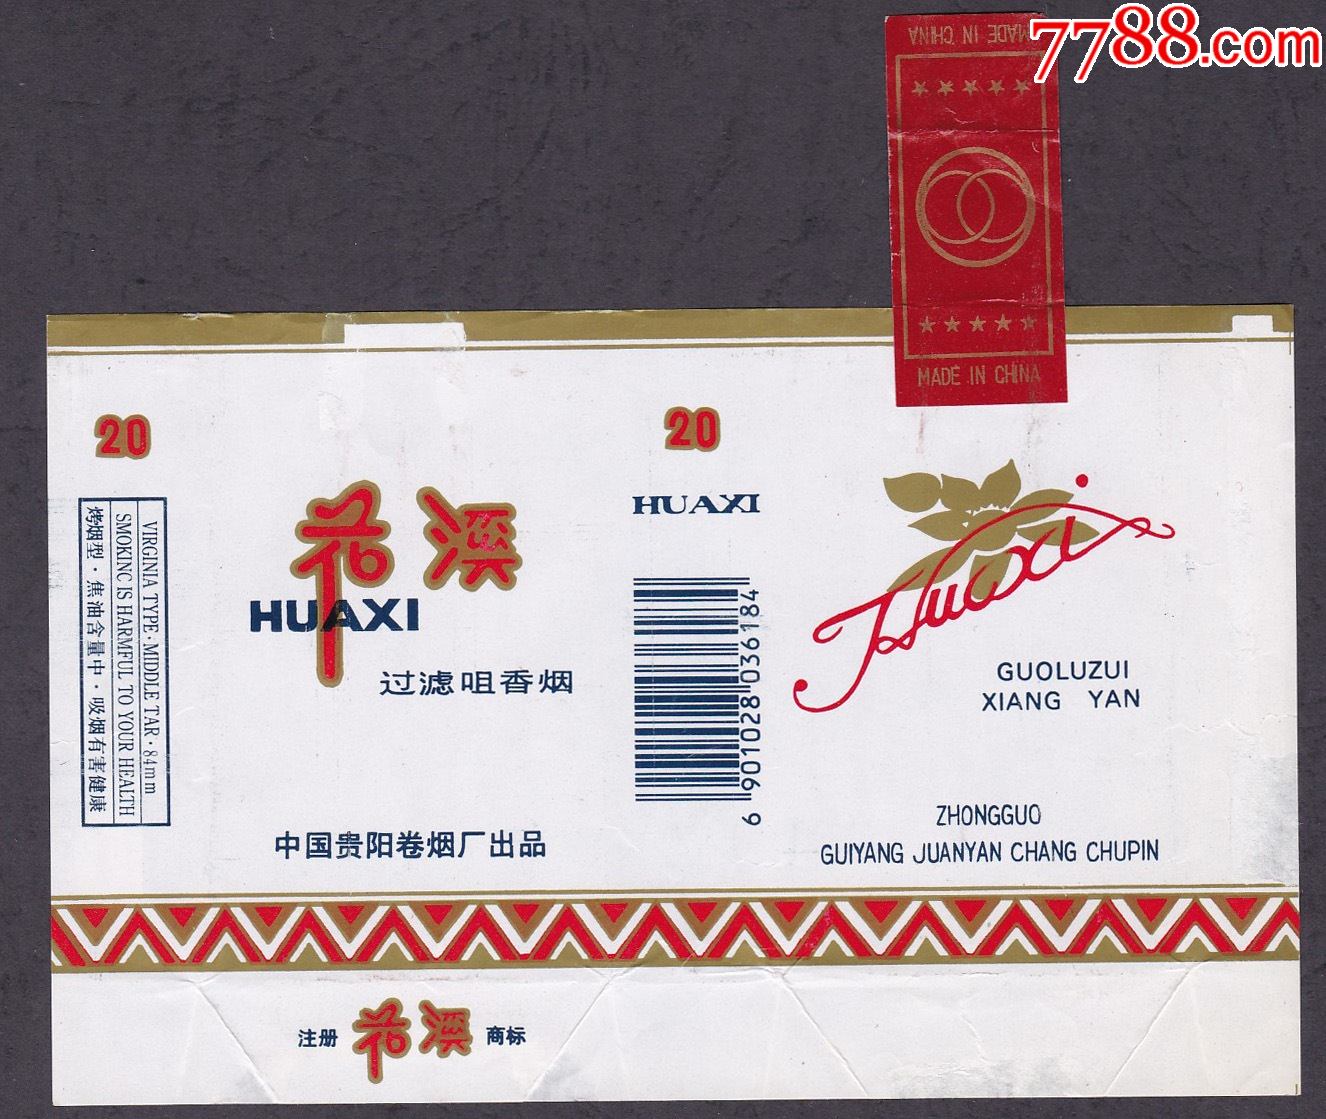 7788.com
MADE IN CHINA
MADE IN CHINA
20
VIRGINIA TYPE·MIDDLE TAR·84mm
SMOKINC IS HARMFUL TO YOUR HEALTH
烤烟型·焦油含量中·吸烟有害健康
花溪
HUAXI
过滤咀香烟
中国贵阳卷烟厂出品
20
HUAXI
6 901028 036184
Huaxi
GUOLUZUI
XIANG YAN
ZHONGGUO
GUIYANG JUANYAN CHANG CHUPIN
注册 花溪 商标